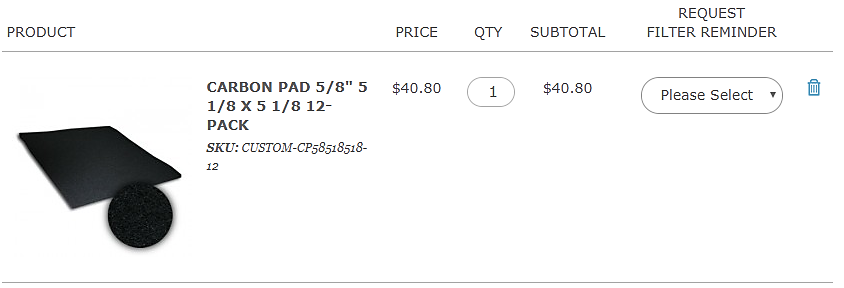 PRODUCT PRICE QTY SUBTOTAL REQUEST
FILTER REMINDER
CARBON PAD 5/8" 5
1/8 X 5 1/8 12-
PACK
SKU: CUSTOM-CP58518518-
12
$40.80 1 $40.80 Please Select